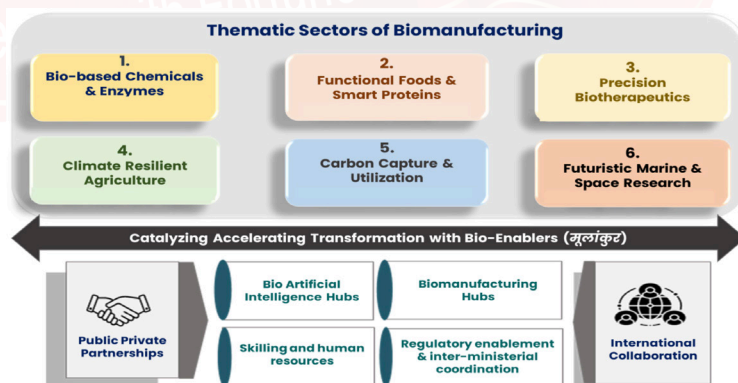 Thematic Sectors of Biomanufacturing
1.
Bio-based Chemicals
& Enzymes
2.
Functional Foods &
Smart Proteins
3.
Precision
Biotherapeutics
4.
Climate Resilient
Agriculture
5.
Carbon Capture &
Utilization
6.
Futuristic Marine &
Space Research
Catalyzing Accelerating Transformation with Bio-Enablers (मूलांकुर)
Public Private
Partnerships
Bio Artificial
Intelligence Hubs
Biomanufacturing
Hubs
Skilling and human
resources
Regulatory enablement
& inter-ministerial
coordination
International
Collaboration